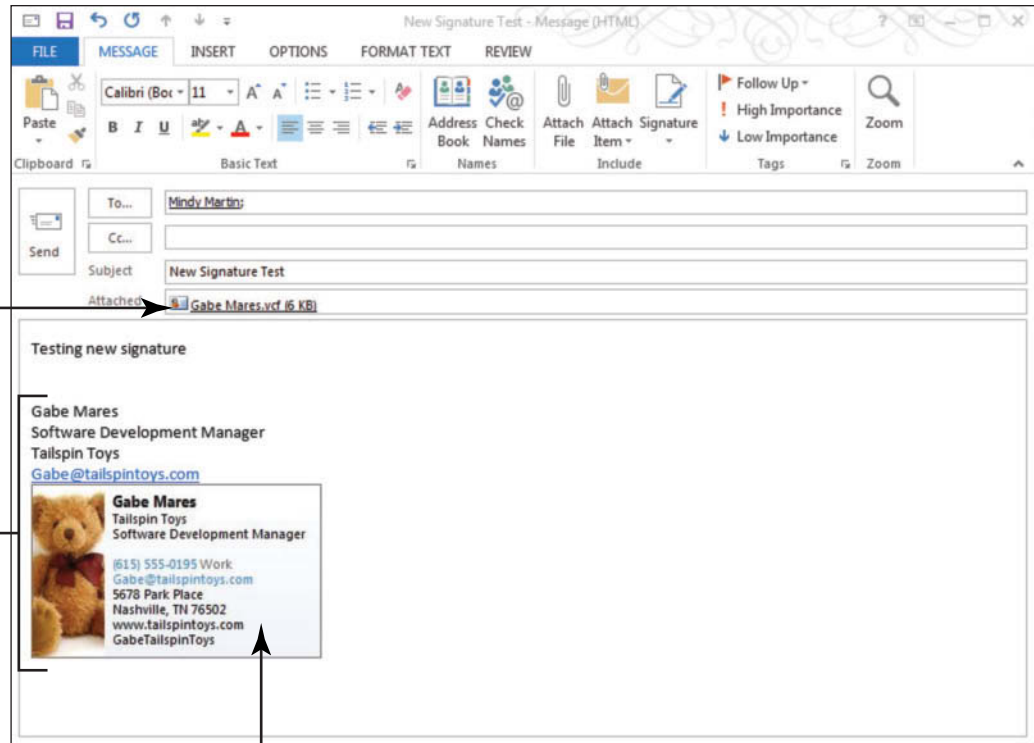 New Signature Test - Message (HTML)
?
FILE MESSAGE INSERT OPTIONS FORMAT TEXT REVIEW
Calibri (Boc 11 A A
Paste
B I U aby A
Address Book
Check Names
Attach File
Attach Item
Signature
Follow Up
! High Importance
Low Importance
Zoom
Clipboard Basic Text Names Include Tags Zoom
Send
To... Mindy Martin;
Cc...
Subject New Signature Test
Attached Gabe Mares.vcf (6 KB)
Testing new signature
Gabe Mares
Software Development Manager
Tailspin Toys
Gabe@tailspintoys.com
Gabe Mares
Tailspin Toys
Software Development Manager
(615) 555-0195 Work
Gabe@tailspintoys.com
5678 Park Place
Nashville, TN 76502
www.tailspintoys.com
GabeTailspinToys